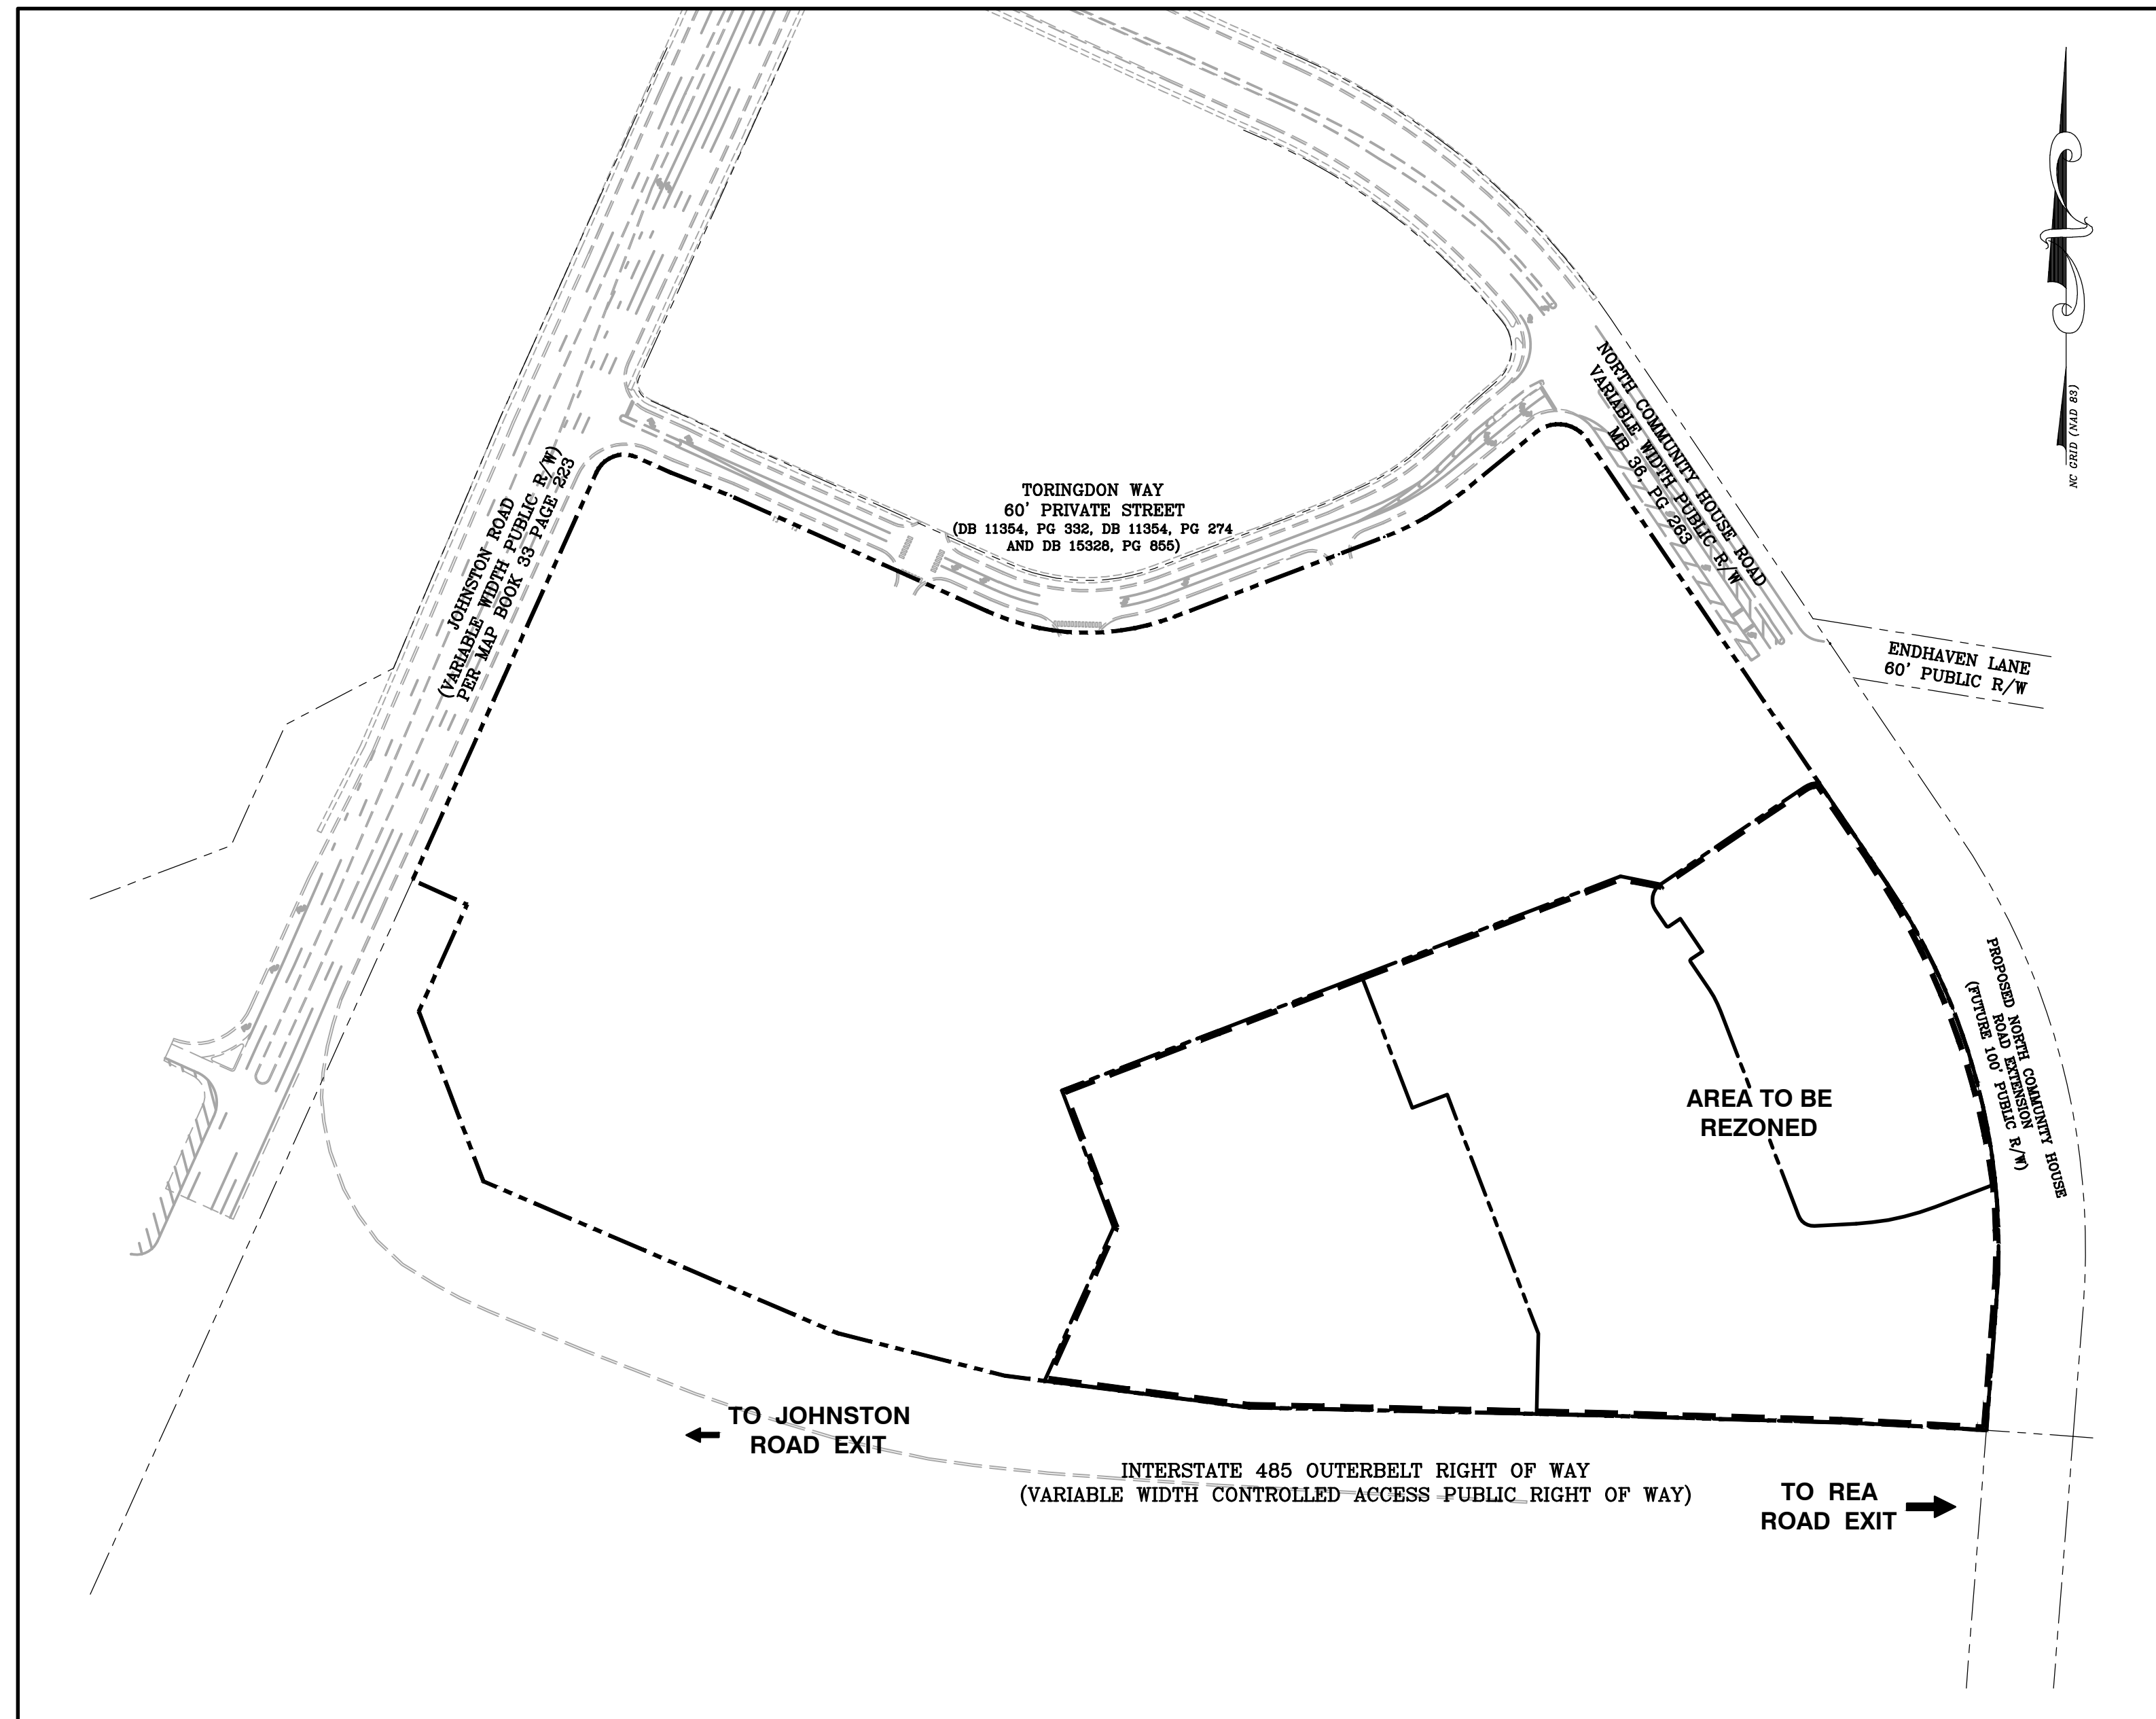 NC GRID (NAD 83)
JOHNSTON ROAD
(VARIABLE WIDTH PUBLIC R/W)
PER MAP BOOK 33 PAGE 223
TORINGDON WAY
60' PRIVATE STREET
(DB 11354, PG 332, DB 11354, PG 274
AND DB 15328, PG 855)
NORTH COMMUNITY HOUSE ROAD
VARIABLE WIDTH PUBLIC R/W
MB 36, PG 263
ENDHAVEN LANE
60' PUBLIC R/W
PROPOSED NORTH COMMUNITY HOUSE
ROAD EXTENSION
(FUTURE 100' PUBLIC R/W)
AREA TO BE
REZONED
TO JOHNSTON
ROAD EXIT
INTERSTATE 485 OUTERBELT RIGHT OF WAY
(VARIABLE WIDTH CONTROLLED ACCESS PUBLIC RIGHT OF WAY)
TO REA
ROAD EXIT